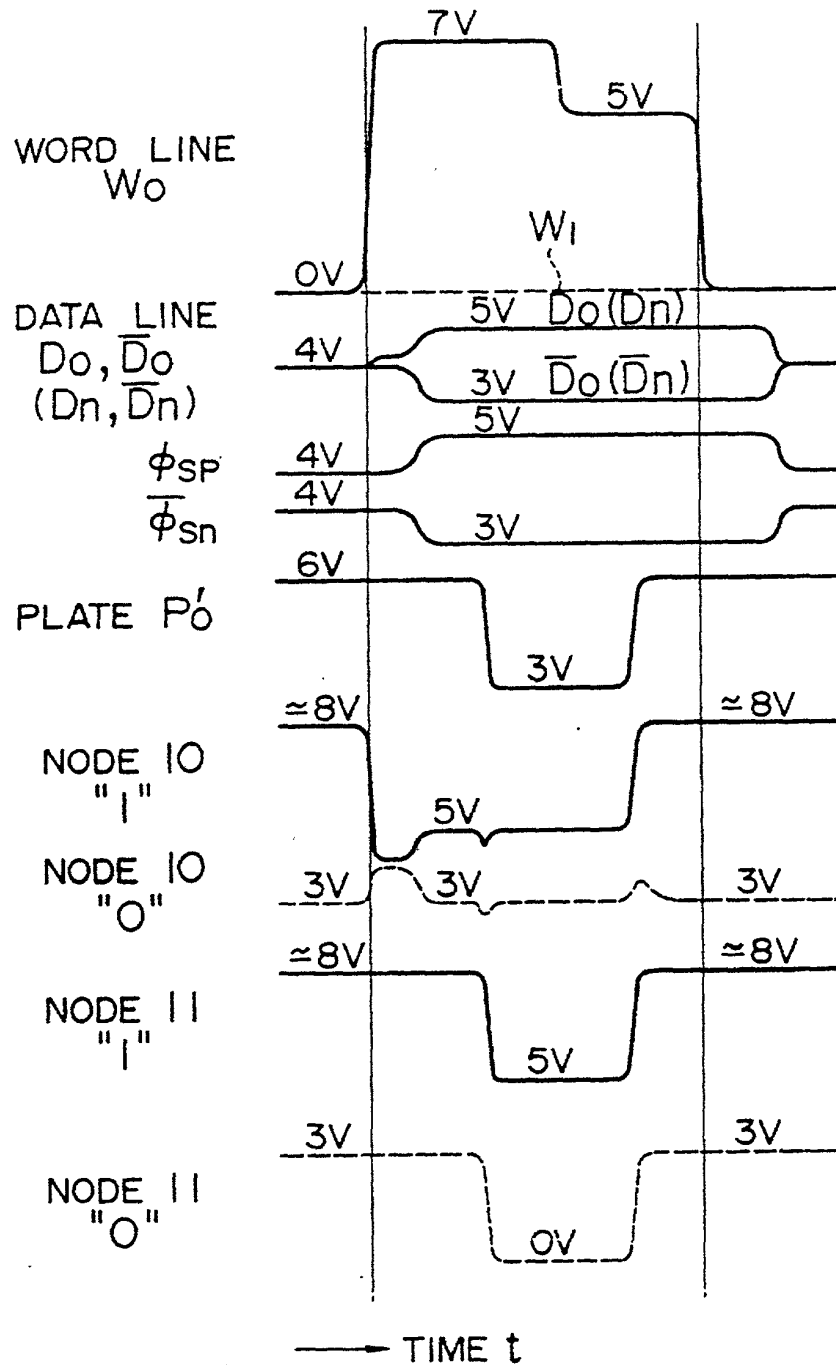 7V
5V
WORD LINE
Wo
W1
0V
DATA LINE
Do, D̅o
(Dn, D̅n)
4V
5V Do(Dn)
3V D̅o(D̅n)
ϕSP
4V
5V
ϕ̅Sn
4V
3V
PLATE P'o
6V
3V
≃8V
≃8V
NODE 10
"1"
5V
NODE 10
"0"
3V
3V
3V
≃8V
≃8V
NODE 11
"1"
5V
3V
3V
NODE 11
"0"
0V
TIME t